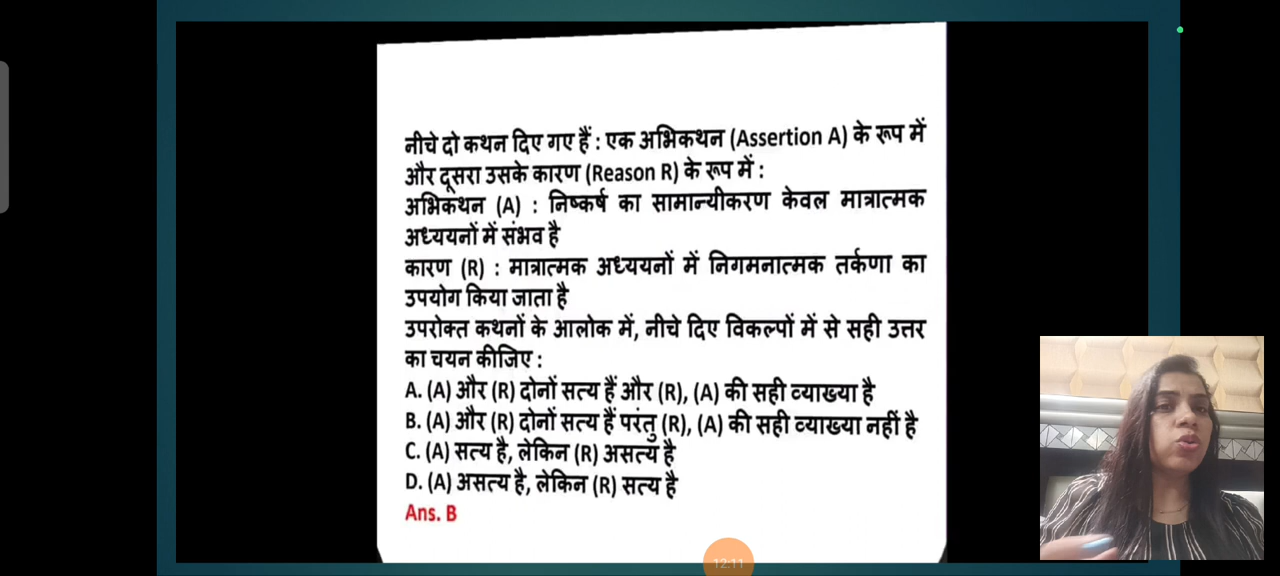 नीचे दो कथन दिए गए हैं : एक अभिकथन (Assertion A) के रूप में
और दूसरा उसके कारण (Reason R) के रूप में :
अभिकथन (A) : निष्कर्ष का सामान्यीकरण केवल मात्रात्मक
अध्ययनों में संभव है
कारण (R) : मात्रात्मक अध्ययनों में निगमनात्मक तर्कणा का
उपयोग किया जाता है
उपरोक्त कथनों के आलोक में, नीचे दिए विकल्पों में से सही उत्तर
का चयन कीजिए :
A. (A) और (R) दोनों सत्य हैं और (R), (A) की सही व्याख्या है
B. (A) और (R) दोनों सत्य हैं परंतु (R), (A) की सही व्याख्या नहीं है
C. (A) सत्य है, लेकिन (R) असत्य है
D. (A) असत्य है, लेकिन (R) सत्य है
Ans. B
12:11